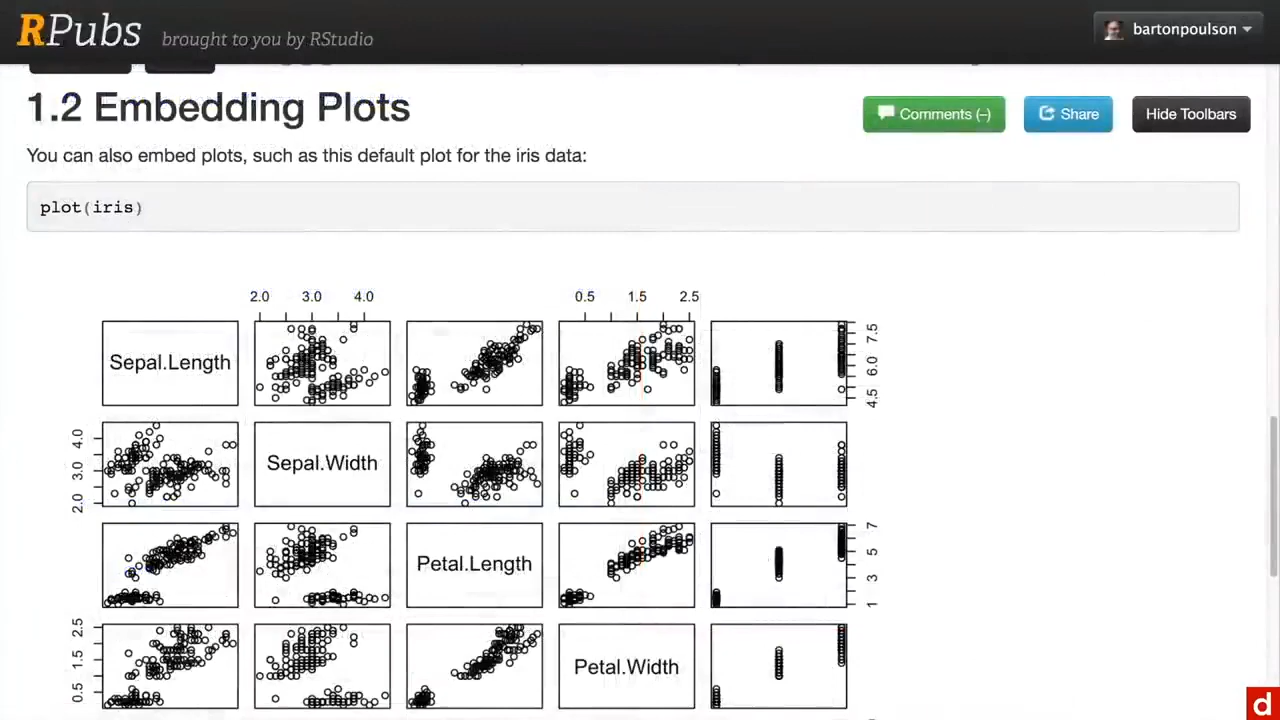 RPubs brought to you by RStudio
bartonpoulson
1.2 Embedding Plots
Comments (–)
Share
Hide Toolbars
You can also embed plots, such as this default plot for the iris data:
plot(iris)
2.0 3.0 4.0
0.5 1.5 2.5
Sepal.Length
4.5 6.0 7.5
2.0 3.0 4.0
Sepal.Width
Petal.Length
1 3 5 7
0.5 1.5 2.5
Petal.Width
d